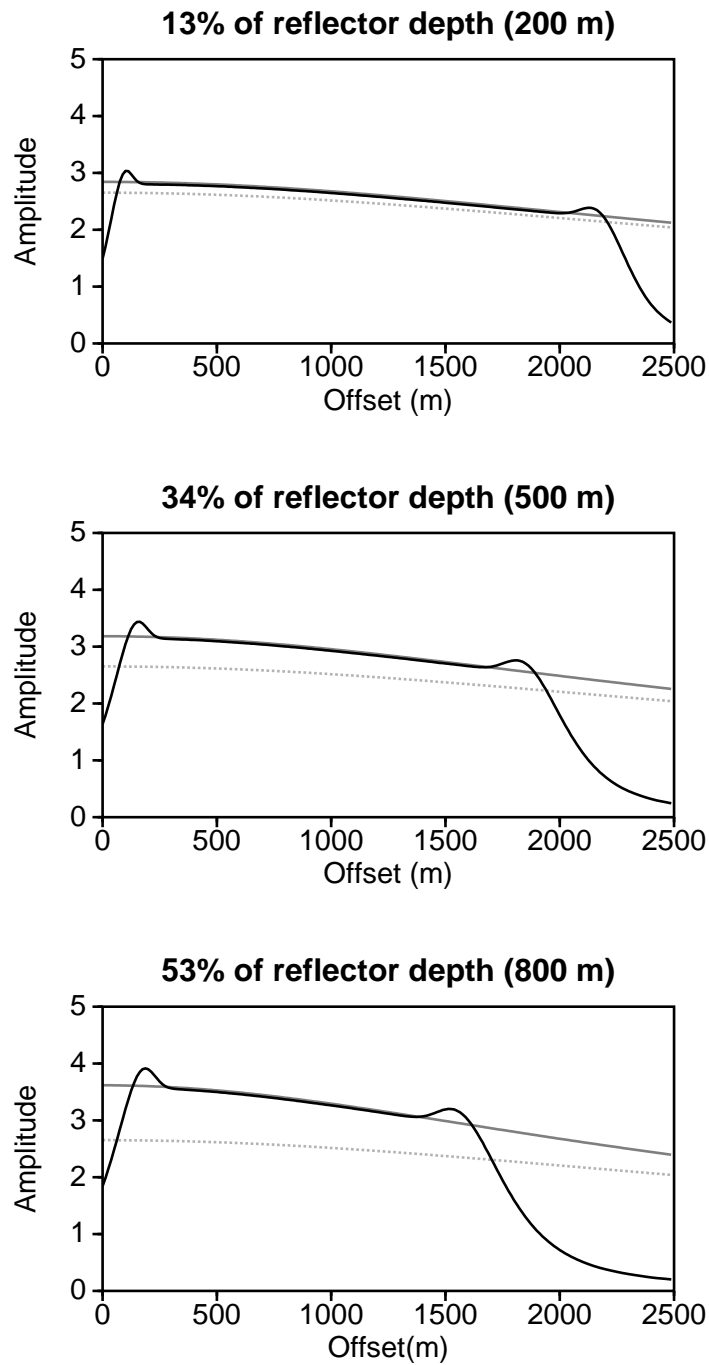 13% of reflector depth (200 m)
5
4
3
2
1
0
Amplitude
0 500 1000 1500 2000 2500
Offset (m)
34% of reflector depth (500 m)
5
4
3
2
1
0
Amplitude
0 500 1000 1500 2000 2500
Offset (m)
53% of reflector depth (800 m)
5
4
3
2
1
0
Amplitude
0 500 1000 1500 2000 2500
Offset(m)